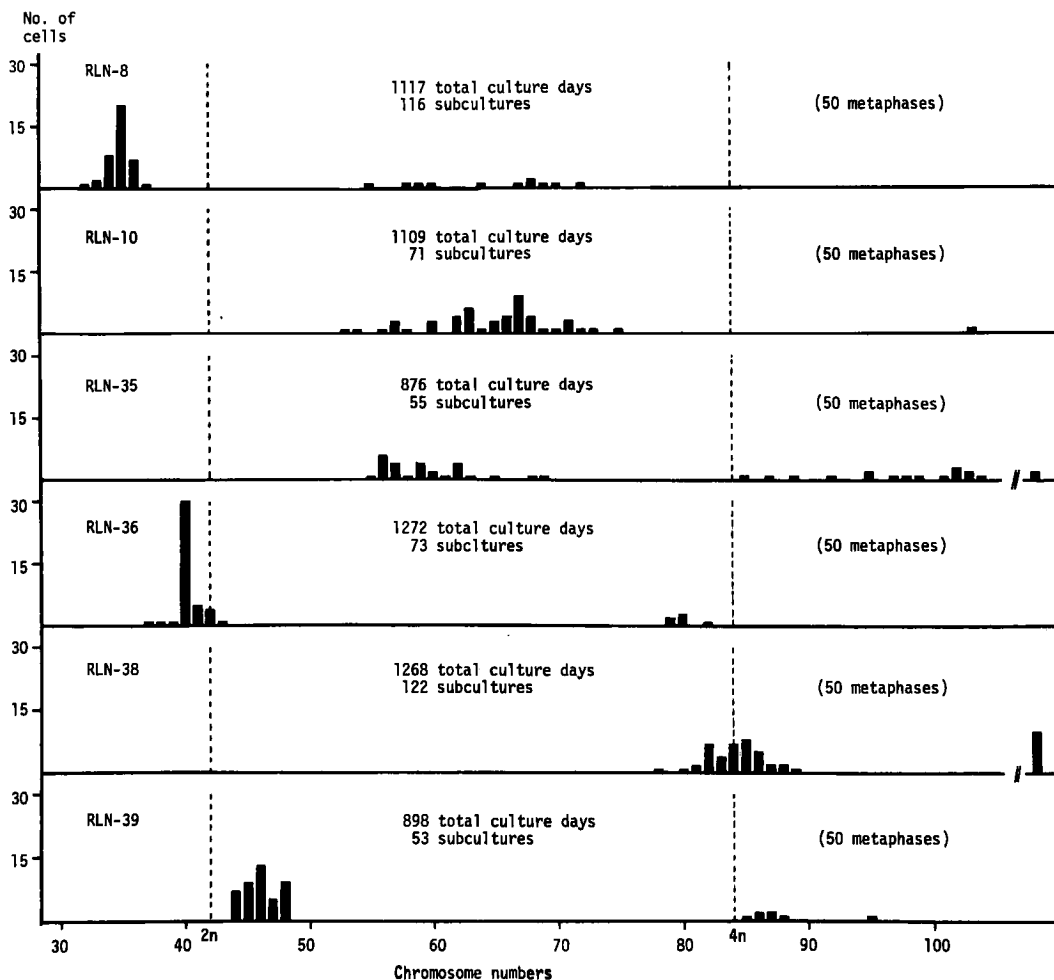 No. of
cells
30
15
RLN-8
1117 total culture days
116 subcultures
(50 metaphases)
30
15
RLN-10
1109 total culture days
71 subcultures
(50 metaphases)
30
15
RLN-35
876 total culture days
55 subcultures
(50 metaphases)
//
30
15
RLN-36
1272 total culture days
73 subcltures
(50 metaphases)
30
15
RLN-38
1268 total culture days
122 subcultures
(50 metaphases)
//
30
15
RLN-39
898 total culture days
53 subcultures
(50 metaphases)
30 40 2n 50 60 70 80 4n 90 100
Chromosome numbers